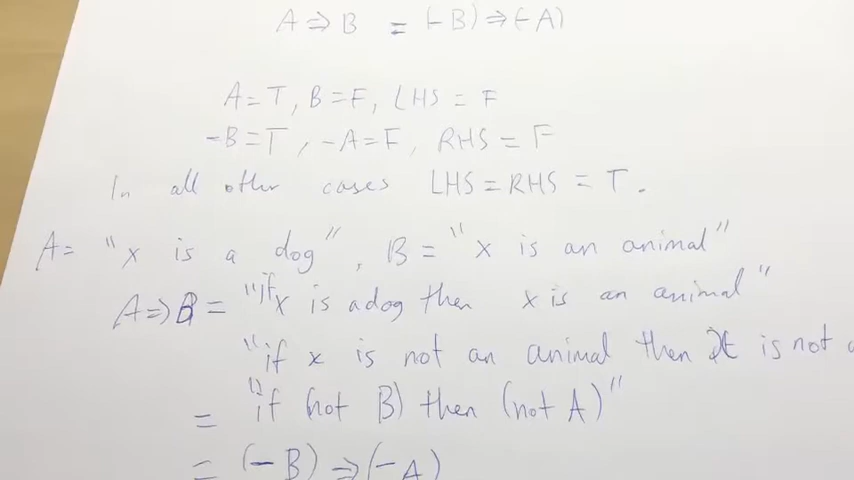 A ⇒ B = (-B) ⇒ (-A)
A = T, B = F, LHS = F
-B = T, -A = F, RHS = F
In all other cases LHS = RHS = T.
A = "x is a dog", B = "x is an animal"
A ⇒ B = "if x is a dog then x is an animal"
"if x is not an animal then x is not a
= "if (not B) then (not A)"
= (-B) ⇒ (-A)